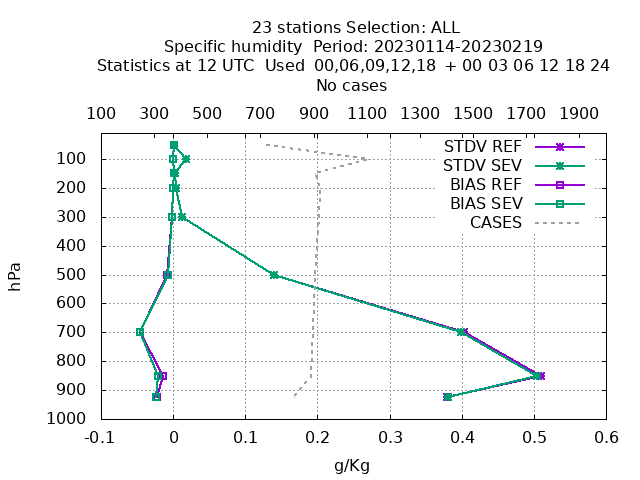 23 stations Selection: ALL
Specific humidity  Period: 20230114-20230219
Statistics at 12 UTC  Used  00,06,09,12,18  + 00 03 06 12 18 24
No cases
100 300 500 700 900 1100 1300 1500 1700 1900
STDV REF
STDV SEV
BIAS REF
BIAS SEV
CASES
100
200
300
400
500
600
700
800
900
1000
hPa
-0.1 0 0.1 0.2 0.3 0.4 0.5 0.6
g/Kg